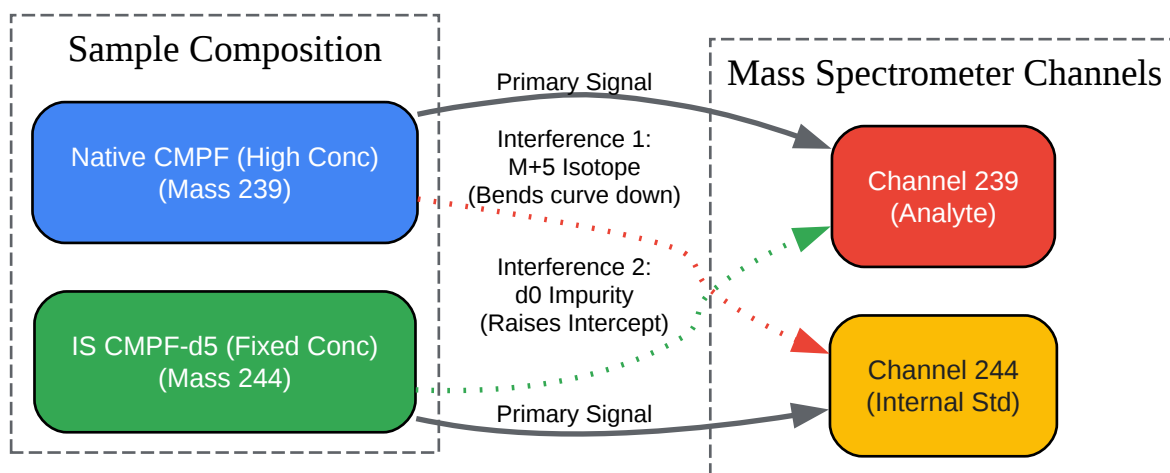 Sample Composition
Native CMPF (High Conc)
(Mass 239)
IS CMPF-d5 (Fixed Conc)
(Mass 244)
Primary Signal
Interference 1:
M+5 Isotope
(Bends curve down)
Interference 2:
d0 Impurity
(Raises Intercept)
Primary Signal
Mass Spectrometer Channels
Channel 239
(Analyte)
Channel 244
(Internal Std)